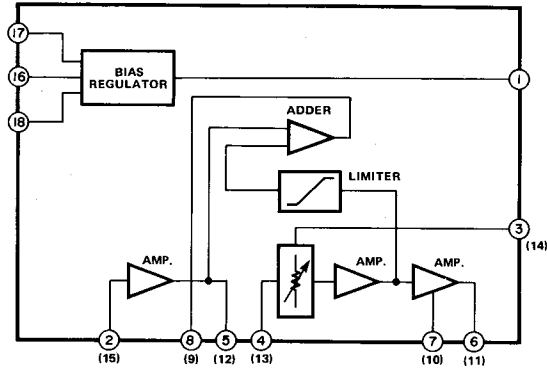 17
16
18
BIAS
REGULATOR
1
ADDER
LIMITER
3
(14)
AMP.
AMP.
AMP.
2
(15)
8
(9)
5
(12)
4
(13)
7
(10)
6
(11)